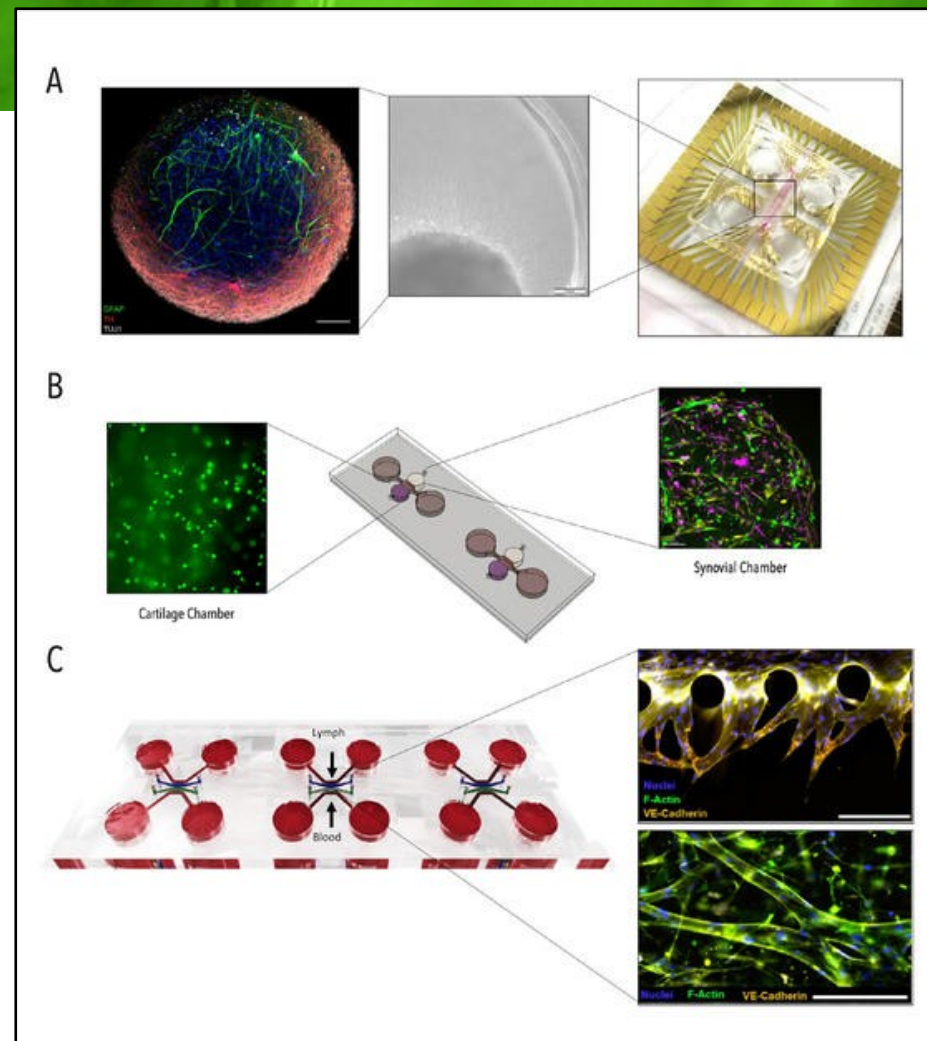 A
GFAP
TH
TUJ1
B
Cartilage Chamber
Synovial Chamber
C
Lymph
Blood
Nuclei
F-Actin
VE-Cadherin
Nuclei F-Actin VE-Cadherin